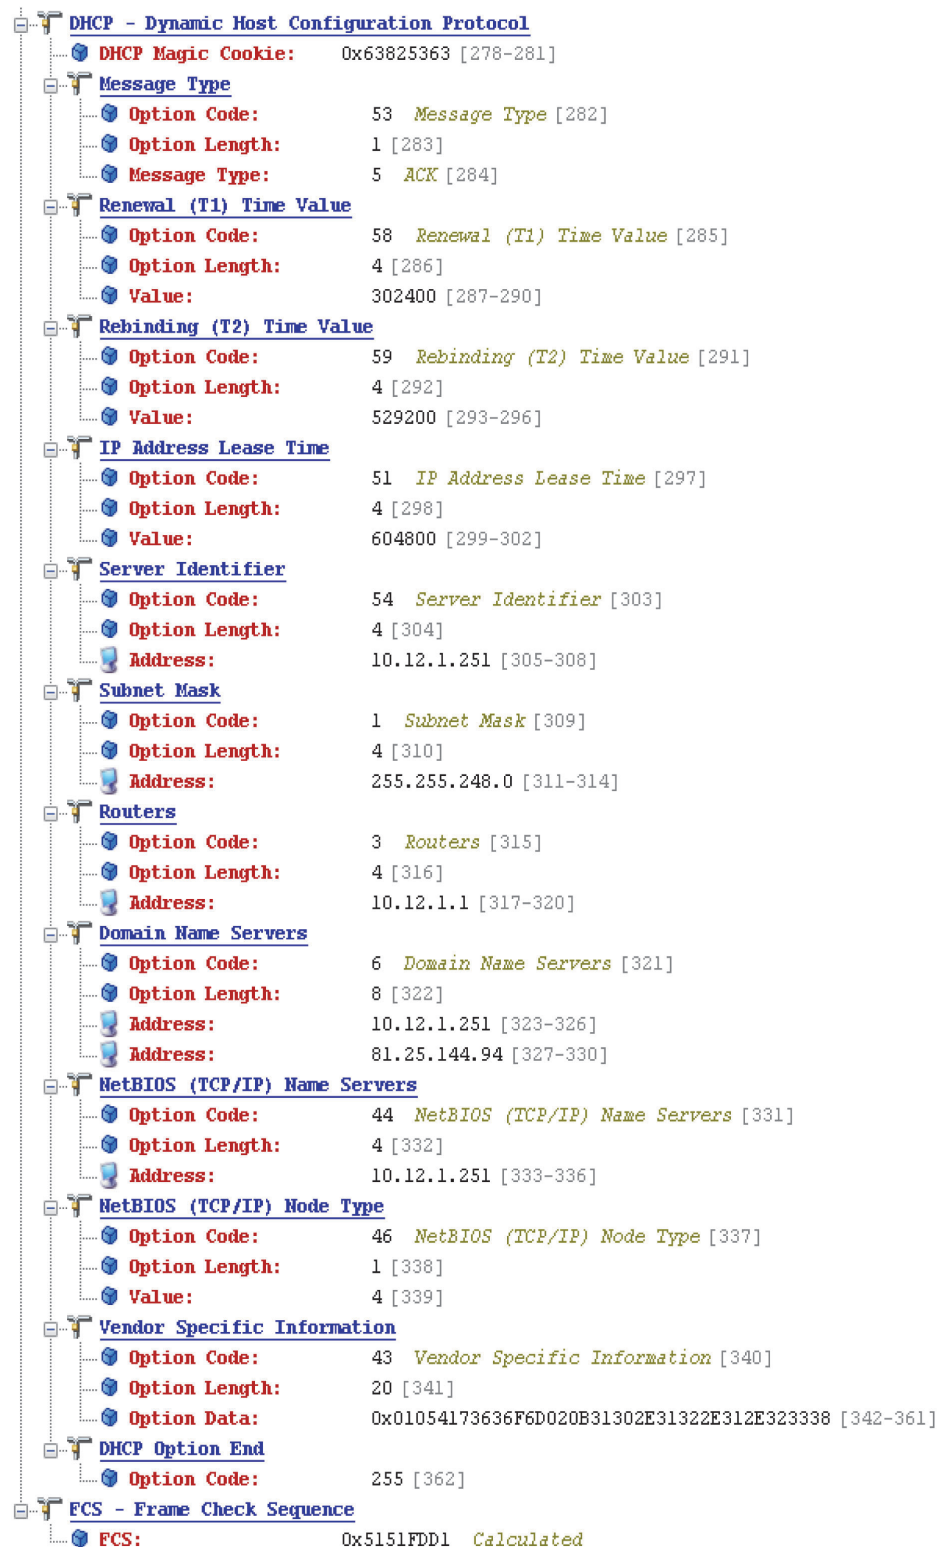 DHCP - Dynamic Host Configuration Protocol
DHCP Magic Cookie: 0x63825363 [278-281]
Message Type
Option Code: 53 Message Type [282]
Option Length: 1 [283]
Message Type: 5 ACK [284]
Renewal (T1) Time Value
Option Code: 58 Renewal (T1) Time Value [285]
Option Length: 4 [286]
Value: 302400 [287-290]
Rebinding (T2) Time Value
Option Code: 59 Rebinding (T2) Time Value [291]
Option Length: 4 [292]
Value: 529200 [293-296]
IP Address Lease Time
Option Code: 51 IP Address Lease Time [297]
Option Length: 4 [298]
Value: 604800 [299-302]
Server Identifier
Option Code: 54 Server Identifier [303]
Option Length: 4 [304]
Address: 10.12.1.251 [305-308]
Subnet Mask
Option Code: 1 Subnet Mask [309]
Option Length: 4 [310]
Address: 255.255.248.0 [311-314]
Routers
Option Code: 3 Routers [315]
Option Length: 4 [316]
Address: 10.12.1.1 [317-320]
Domain Name Servers
Option Code: 6 Domain Name Servers [321]
Option Length: 8 [322]
Address: 10.12.1.251 [323-326]
Address: 81.25.144.94 [327-330]
NetBIOS (TCP/IP) Name Servers
Option Code: 44 NetBIOS (TCP/IP) Name Servers [331]
Option Length: 4 [332]
Address: 10.12.1.251 [333-336]
NetBIOS (TCP/IP) Node Type
Option Code: 46 NetBIOS (TCP/IP) Node Type [337]
Option Length: 1 [338]
Value: 4 [339]
Vendor Specific Information
Option Code: 43 Vendor Specific Information [340]
Option Length: 20 [341]
Option Data: 0x01054173636F6D020B31302E31322E312E323338 [342-361]
DHCP Option End
Option Code: 255 [362]
FCS - Frame Check Sequence
FCS: 0x5151FDD1 Calculated